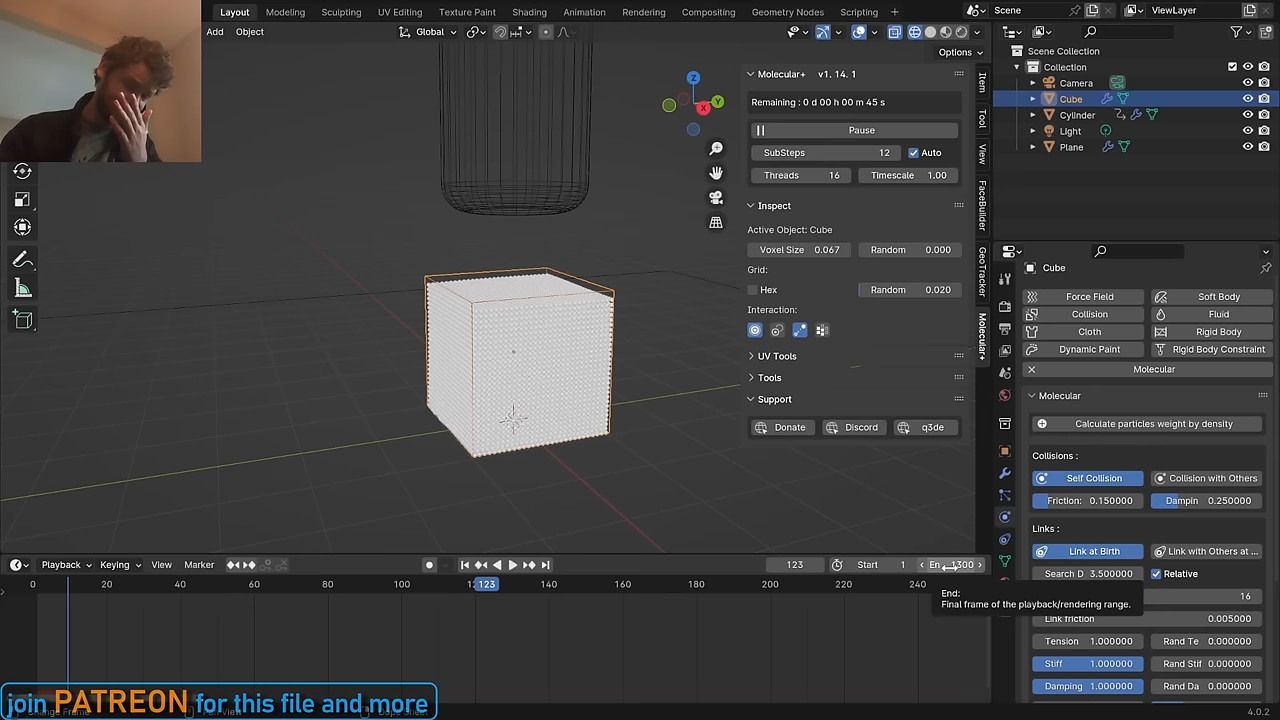 Layout Modeling Sculpting UV Editing Texture Paint Shading Animation Rendering Compositing Geometry Nodes Scripting +
Scene
ViewLayer
Add Object
Global
Options
Scene Collection
Collection
Camera
Cube
Cylinder
Light
Plane
Item
Tool
View
FaceBuilder
GeoTracker
Molecular+
Z
Y
X
Molecular+ v1. 14. 1
Remaining : 0 d 00 h 00 m 45 s
Pause
SubSteps 12
Auto
Threads 16
Timescale 1.00
Inspect
Active Object: Cube
Voxel Size 0.067
Random 0.000
Grid:
Hex
Random 0.020
Interaction:
UV Tools
Tools
Support
Donate
Discord
q3de
Cube
Force Field
Soft Body
Collision
Fluid
Cloth
Rigid Body
Dynamic Paint
Rigid Body Constraint
Molecular
Molecular
Calculate particles weight by density
Collisions :
Self Collision
Collision with Others
Friction: 0.150000
Dampin 0.250000
Links :
Link at Birth
Link with Others at ...
Search D 3.500000
Relative
16
Link friction 0.005000
Tension 1.000000
Rand Te 0.000000
Stiff 1.000000
Rand Stif 0.000000
Damping 1.000000
Rand Da 0.000000
Playback Keying View Marker
123
Start 1
En 1300
0 20 40 60 80 100 123 140 160 180 200 220 240
End:
Final frame of the playback/rendering range.
join PATREON for this file and more
4.0.2